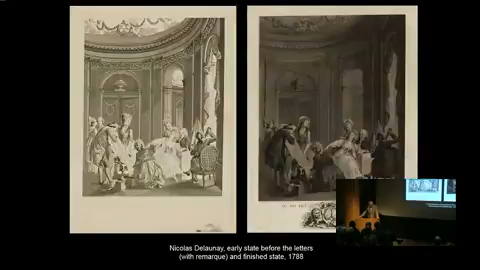 Nicolas Delaunay, early state before the letters
(with remarque) and finished state, 1788